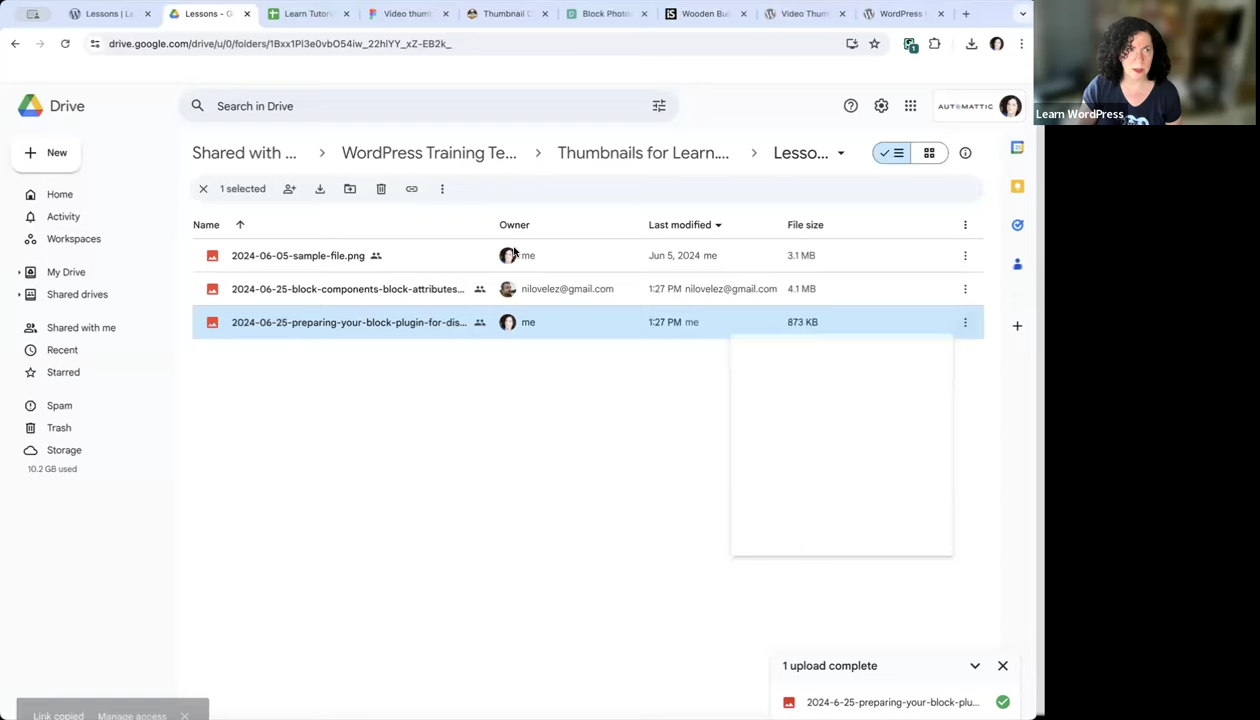 Lessons | L
Lessons - G
Learn Tutor
Video thum
Thumbnail C
Block Photo
Wooden Bui
Video Thum
WordPress
drive.google.com/drive/u/0/folders/1Bxx1Pl3e0vbO54iw_22hlYY_xZ-EB2k_
Learn WordPress
Drive
Search in Drive
AUTOMATTIC
New
Shared with ... > WordPress Training Te... > Thumbnails for Learn.... > Lesso...
1 selected
Home
Activity
Workspaces
My Drive
Shared drives
Shared with me
Recent
Starred
Spam
Trash
Storage
10.2 GB used
Name Owner Last modified File size
2024-06-05-sample-file.png me Jun 5, 2024 me 3.1 MB
2024-06-25-block-components-block-attributes... nilovelez@gmail.com 1:27 PM nilovelez@gmail.com 4.1 MB
2024-06-25-preparing-your-block-plugin-for-dis... me 1:27 PM me 873 KB
1 upload complete
2024-6-25-preparing-your-block-plu...
Link copied Manage access